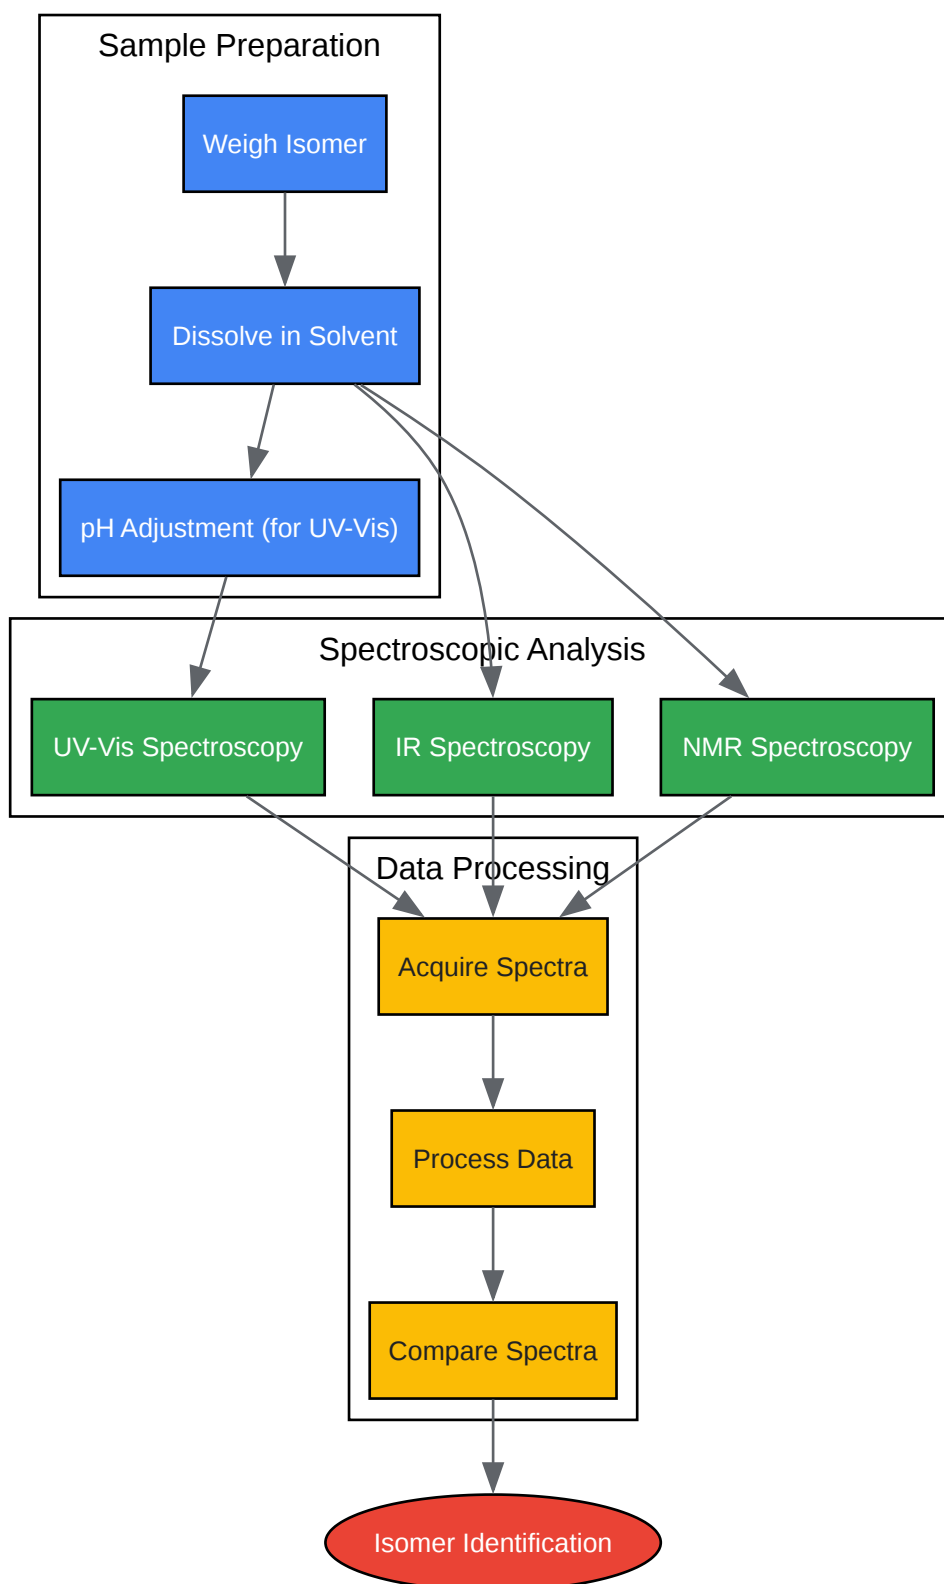 Sample Preparation
Weigh Isomer
Dissolve in Solvent
pH Adjustment (for UV-Vis)
Spectroscopic Analysis
UV-Vis Spectroscopy
IR Spectroscopy
NMR Spectroscopy
Data Processing
Acquire Spectra
Process Data
Compare Spectra
Isomer Identification